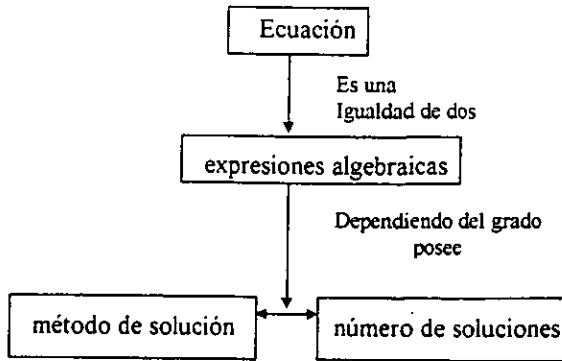 Ecuación
Es una
Igualdad de dos
expresiones algebraicas
Dependiendo del grado
posee
método de solución
número de soluciones